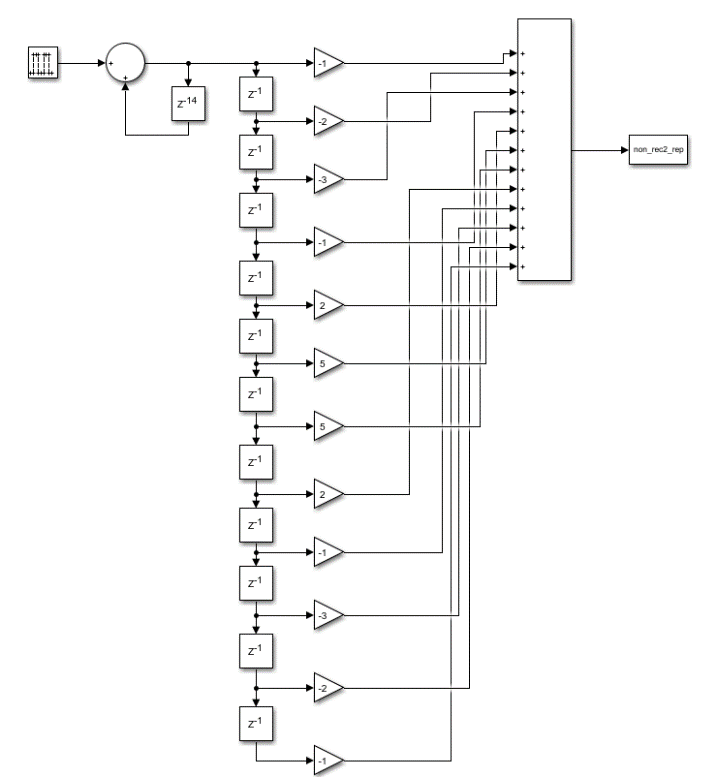 + + -1 +
z⁻¹⁴ z⁻¹ +
-2 +
z⁻¹ +
-3 + non_rec2_rep
z⁻¹ +
-1 +
z⁻¹ +
2 +
z⁻¹ +
5 +
z⁻¹ +
5
z⁻¹
2
z⁻¹
-1
z⁻¹
-3
z⁻¹
-2
z⁻¹
-1